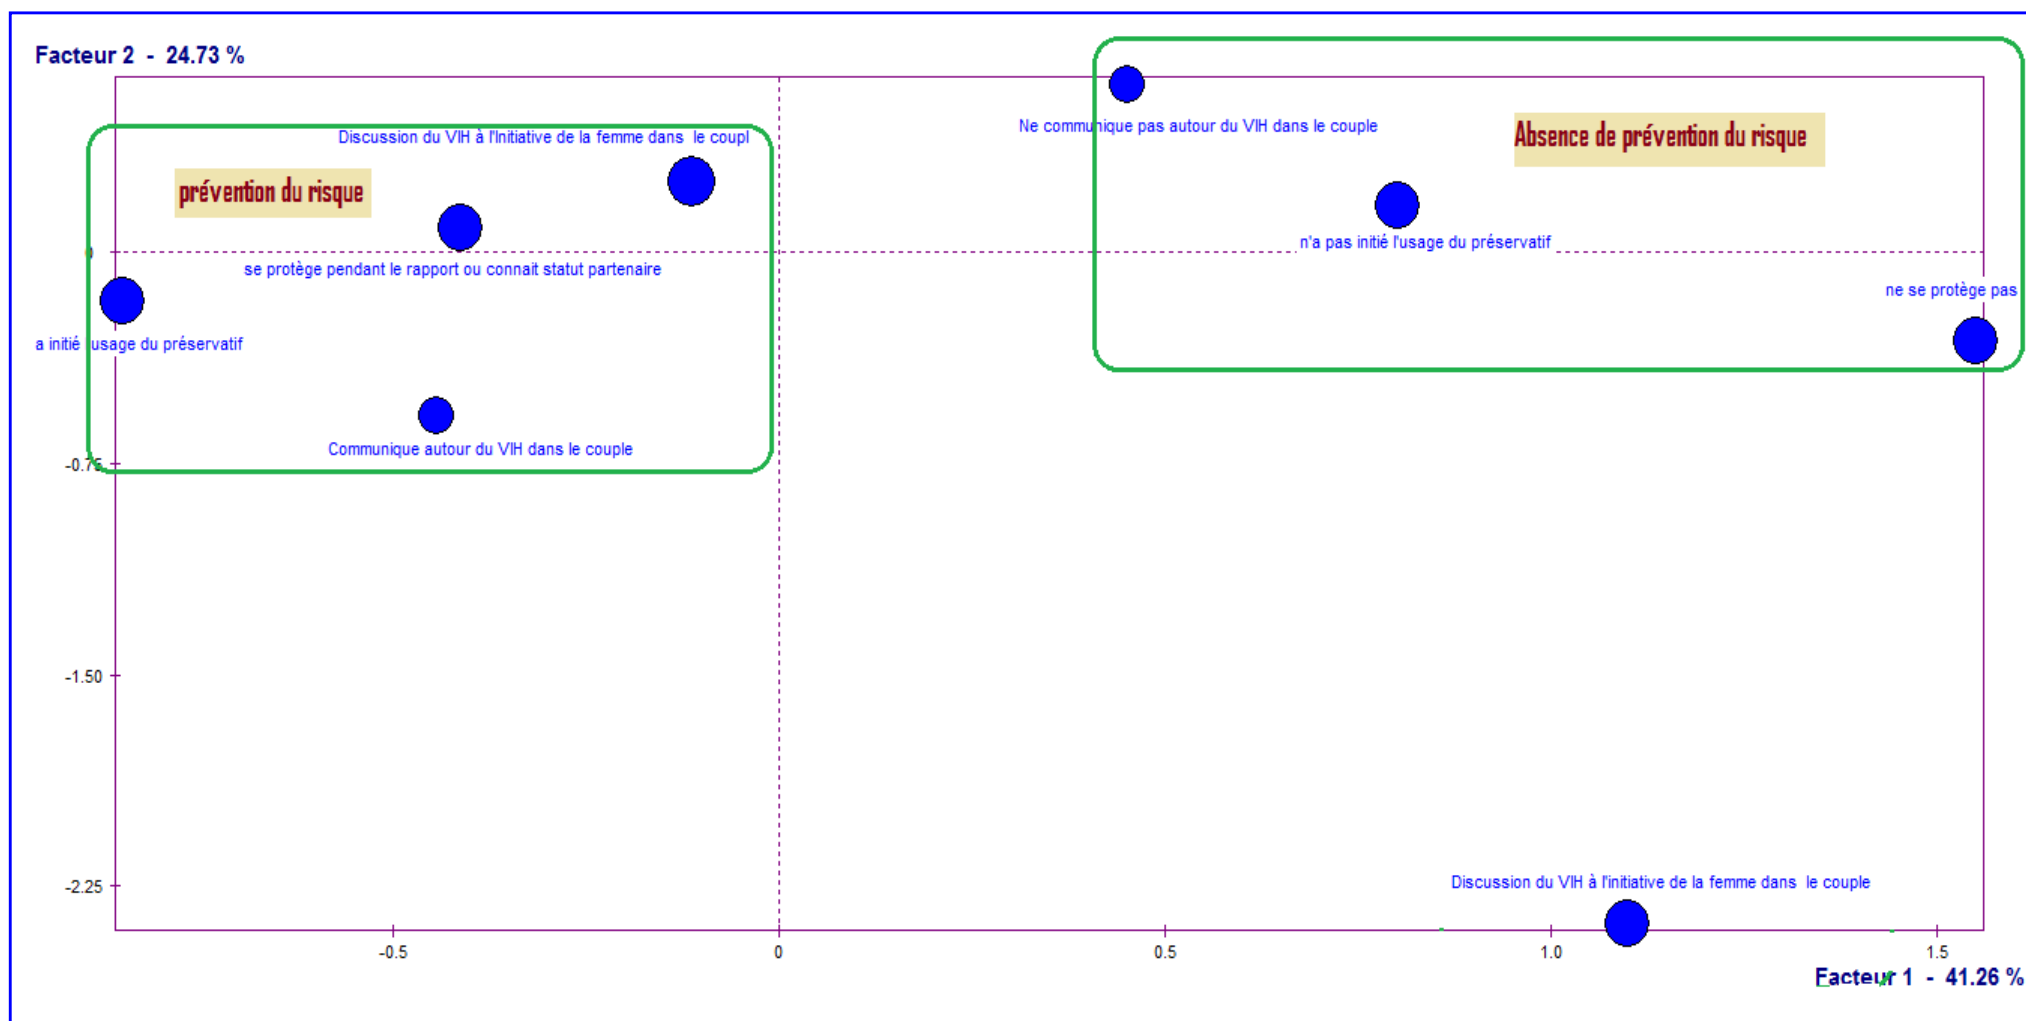 Facteur 2 - 24.73 %
Ne communique pas autour du VIH dans le couple
Absence de prévention du risque
Discussion du VIH à l'Initiative de la femme dans le coupl
prévention du risque
n'a pas initié l'usage du préservatif
0
se protège pendant le rapport ou connait statut partenaire
ne se protège pas
a initié l'usage du préservatif
Communique autour du VIH dans le couple
-0.75
-1.50
-2.25
Discussion du VIH à l'initiative de la femme dans le couple
-0.5 0 0.5 1.0 1.5
Facteur 1 - 41.26 %